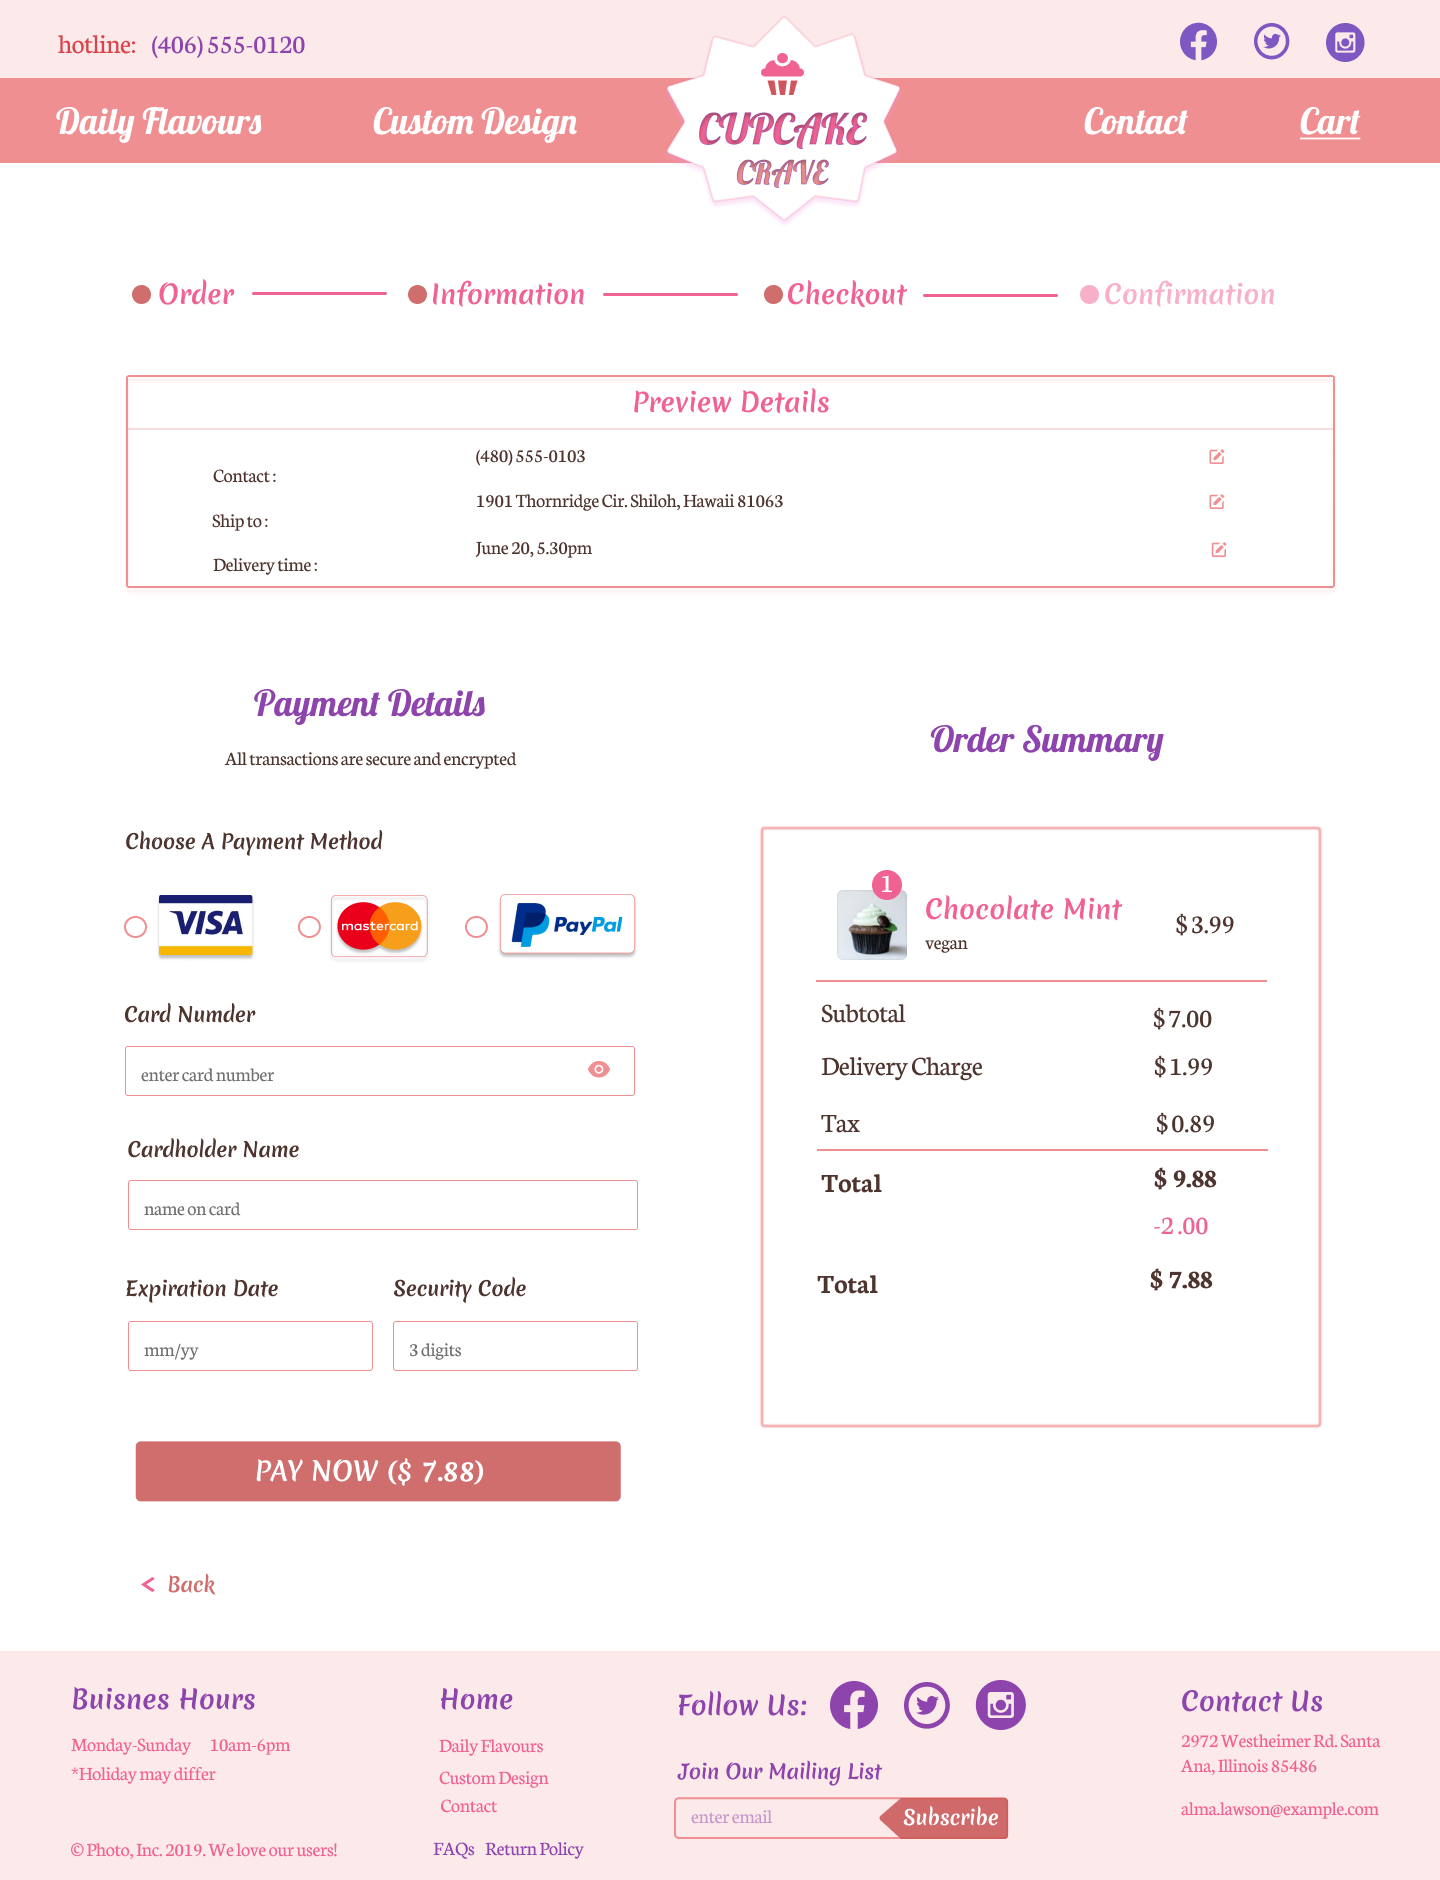 hotline: (406) 555-0120
Daily Flavours
Custom Design
CUPCAKE
CRAVE
Contact
Cart
Order
Information
Checkout
Confirmation
Preview Details
Contact : (480) 555-0103
Ship to : 1901 Thornridge Cir. Shiloh, Hawaii 81063
Delivery time : June 20, 5.30pm
Payment Details
All transactions are secure and encrypted
Choose A Payment Method
VISA
mastercard
PayPal
Card Numder
enter card number
Cardholder Name
name on card
Expiration Date
Security Code
mm/yy
3 digits
PAY NOW ($ 7.88)
< Back
Order Summary
1
Chocolate Mint
vegan
$ 3.99
Subtotal $ 7.00
Delivery Charge $ 1.99
Tax $ 0.89
Total $ 9.88
-2.00
Total $ 7.88
Buisnes Hours
Monday-Sunday 10am-6pm
*Holiday may differ
© Photo, Inc. 2019. We love our users!
Home
Daily Flavours
Custom Design
Contact
FAQs Return Policy
Follow Us:
Join Our Mailing List
enter email
Subscribe
Contact Us
2972 Westheimer Rd. Santa
Ana, Illinois 85486
alma.lawson@example.com